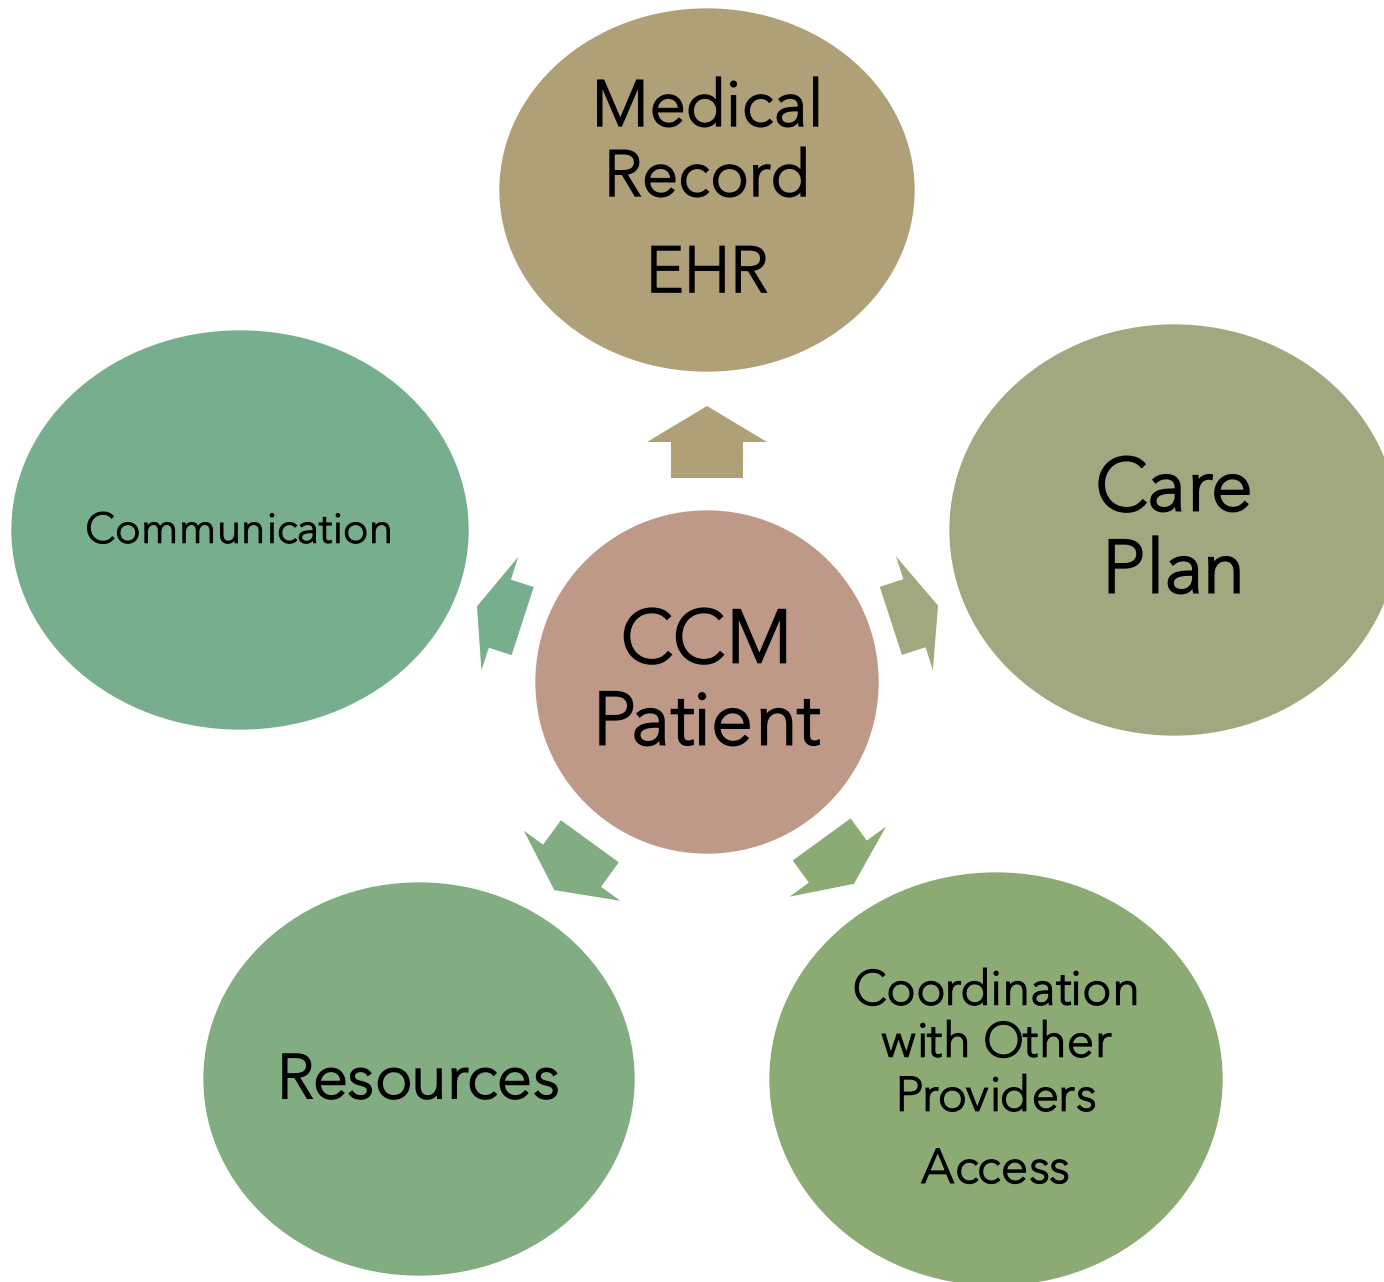 Medical
Record
EHR
Care
Plan
Communication
CCM
Patient
Coordination
with Other
Providers
Access
Resources